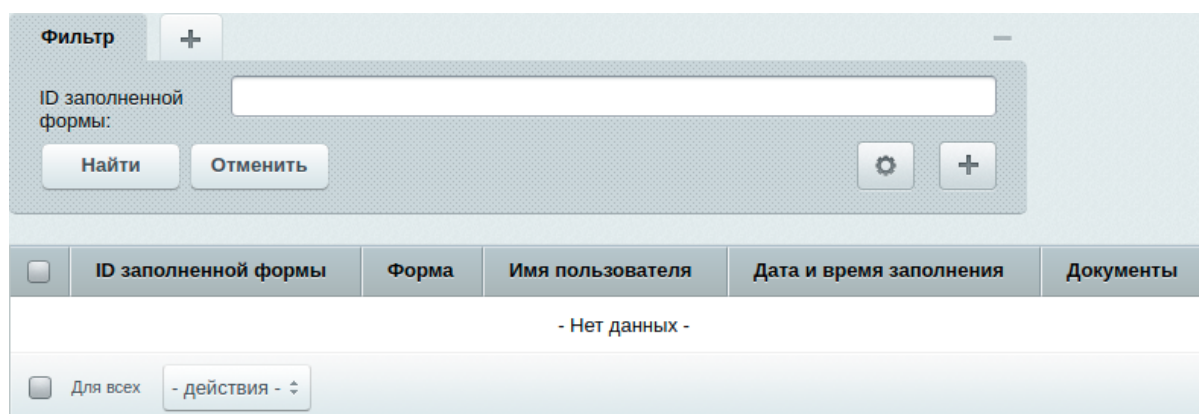 Фильтр
ID заполненной
формы:
Найти Отменить
ID заполненной формы Форма Имя пользователя Дата и время заполнения Документы
- Нет данных -
Для всех - действия -